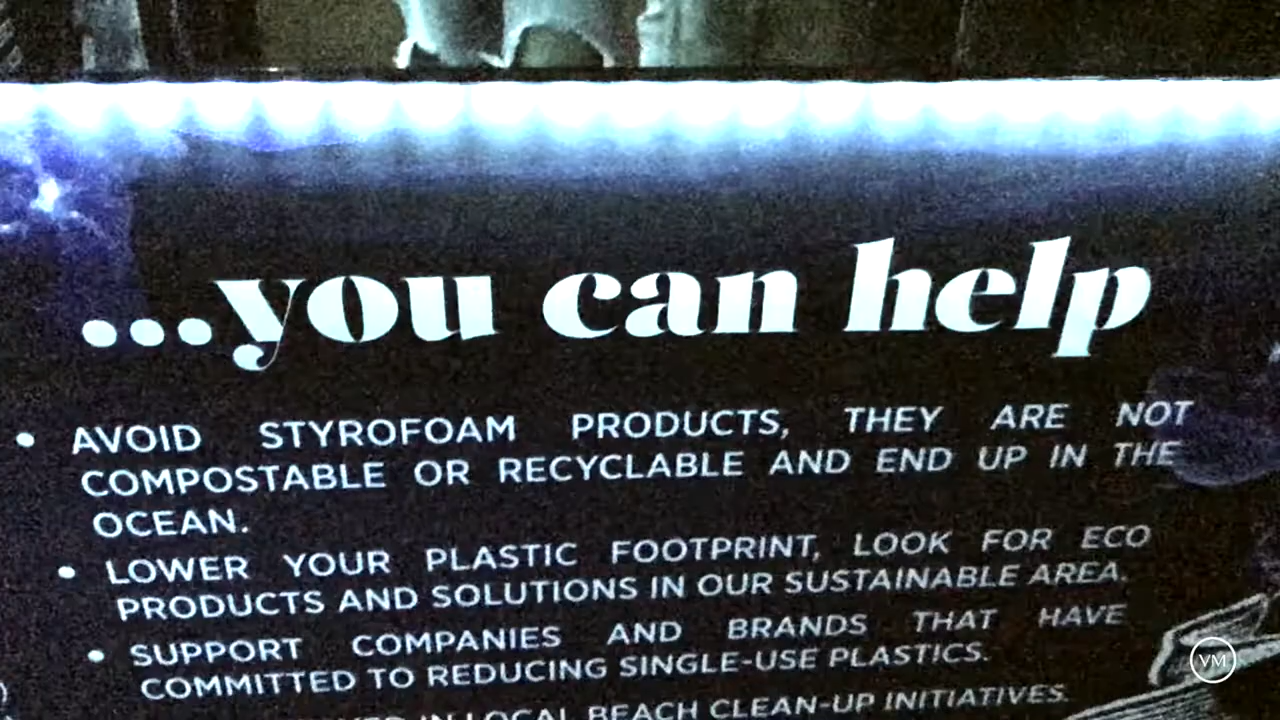 ...you can help
• AVOID STYROFOAM PRODUCTS, THEY ARE NOT
COMPOSTABLE OR RECYCLABLE AND END UP IN THE
OCEAN.
• LOWER YOUR PLASTIC FOOTPRINT, LOOK FOR ECO
PRODUCTS AND SOLUTIONS IN OUR SUSTAINABLE AREA.
• SUPPORT COMPANIES AND BRANDS THAT HAVE
COMMITTED TO REDUCING SINGLE-USE PLASTICS.
IN LOCAL BEACH CLEAN-UP INITIATIVES.
VM